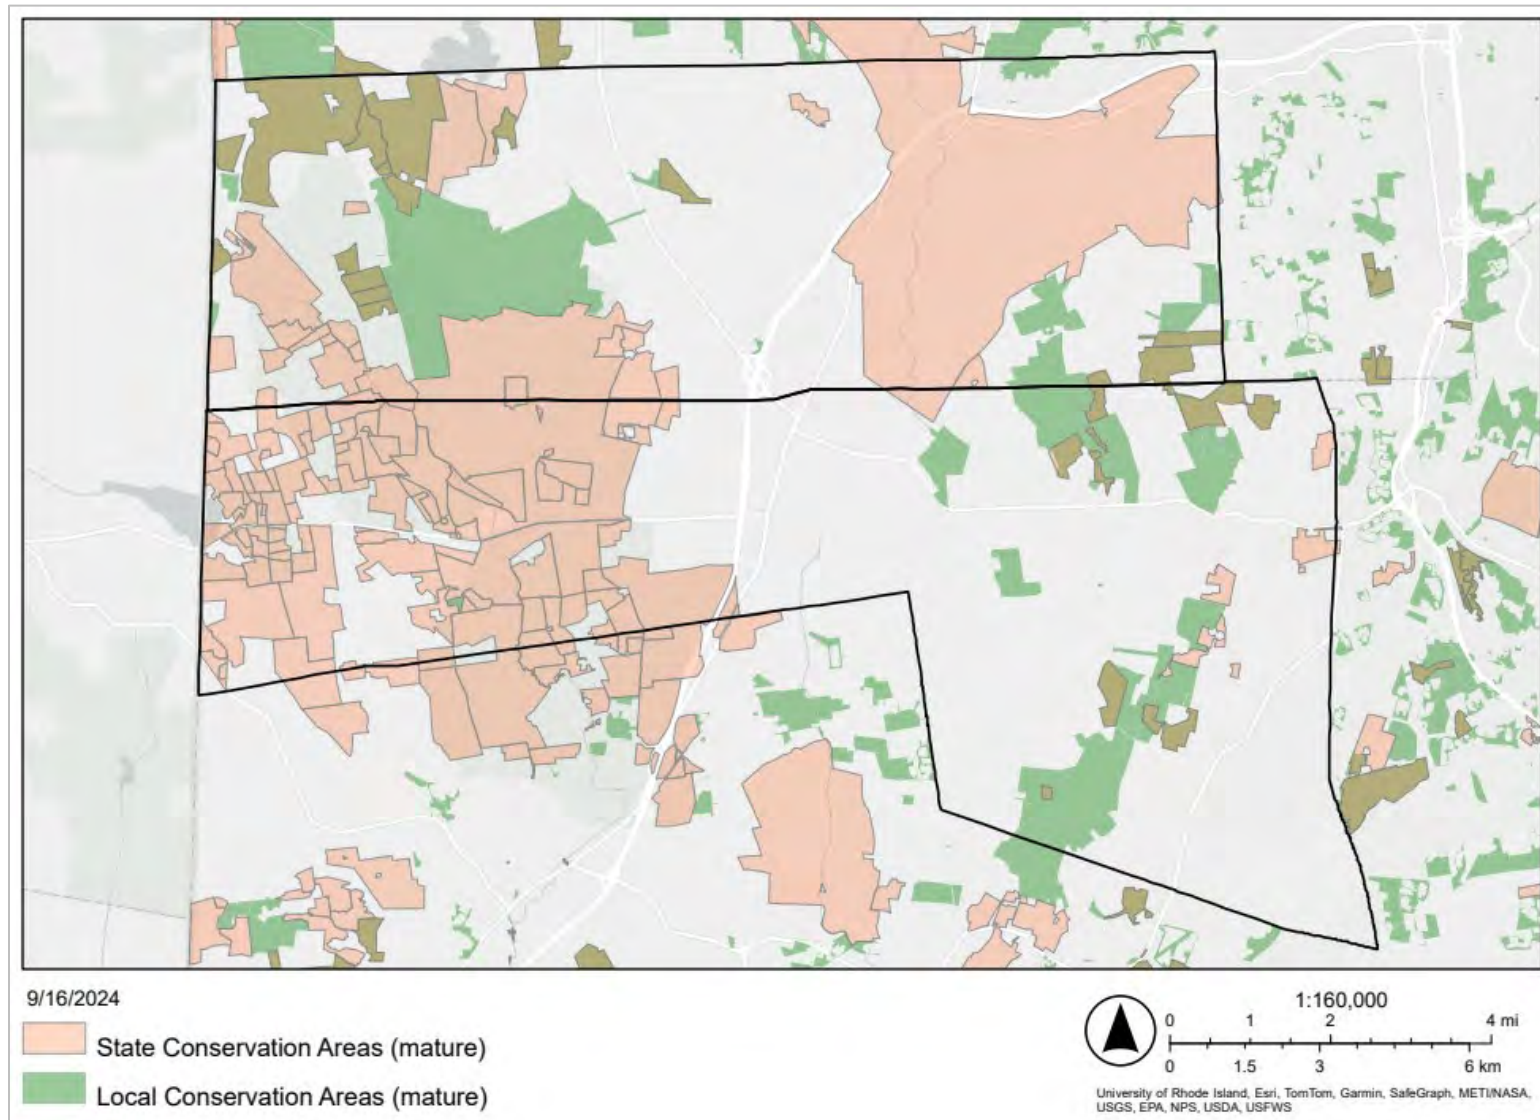 9/16/2024
State Conservation Areas (mature)
Local Conservation Areas (mature)
1:160,000
0 1 2 4 mi
0 1.5 3 6 km
University of Rhode Island, Esri, TomTom, Garmin, SafeGraph, METI/NASA,
USGS, EPA, NPS, USDA, USFWS